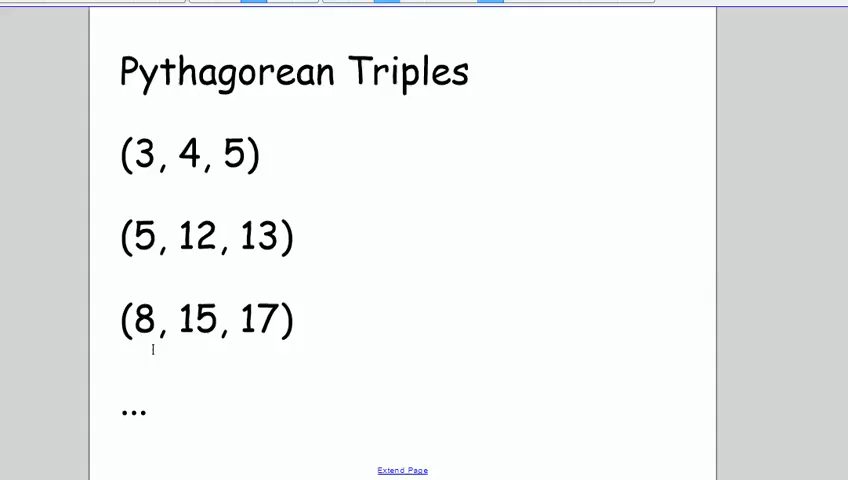 Pythagorean Triples
(3, 4, 5)
(5, 12, 13)
(8, 15, 17)
...
Extend Page